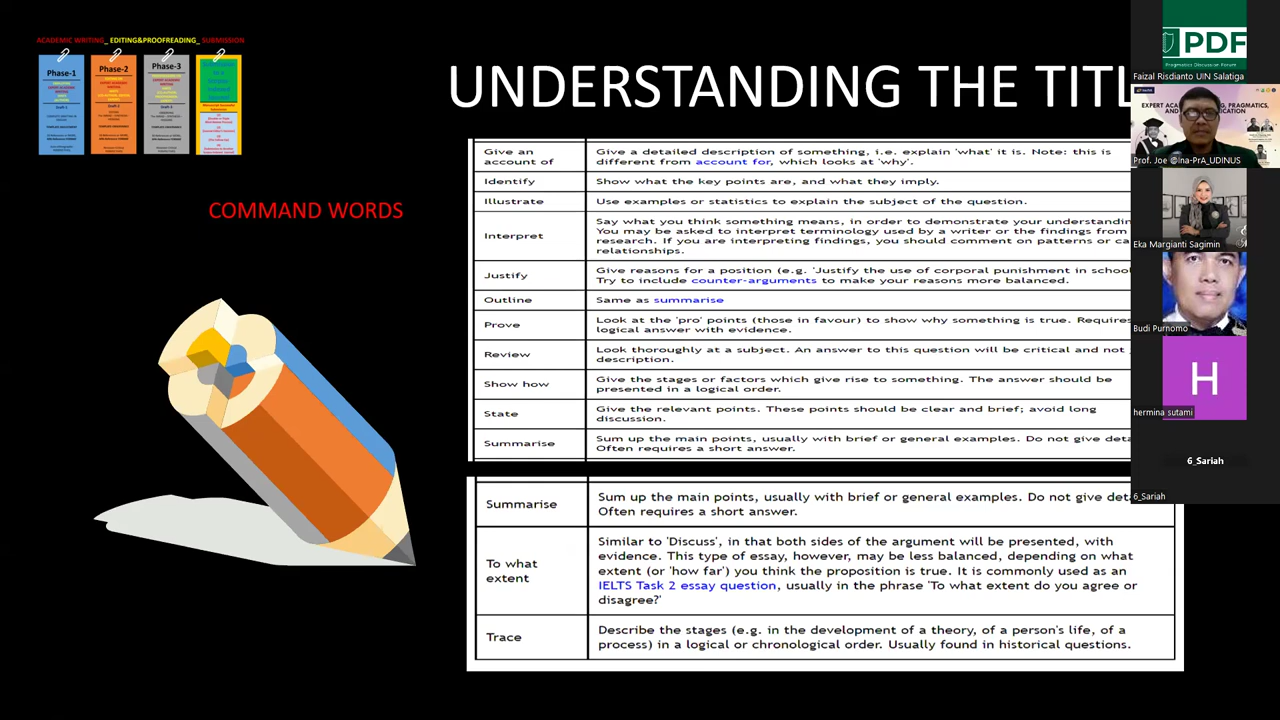 ACADEMIC WRITING_ EDITING&PROOFREADING_ SUBMISSION
Phase-1
Phase-2
Phase-3
UNDERSTANDING THE TITL
COMMAND WORDS
Give an account of
Give a detailed description of something, i.e. explain 'what' it is. Note: this is
different from account for, which looks at 'why'.
Identify
Show what the key points are, and what they imply.
Illustrate
Use examples or statistics to explain the subject of the question.
Interpret
Say what you think something means, in order to demonstrate your understandin
You may be asked to interpret terminology used by a writer or the findings from
research. If you are interpreting findings, you should comment on patterns or ca
relationships.
Justify
Give reasons for a position (e.g. 'Justify the use of corporal punishment in school
Try to include counter-arguments to make your reasons more balanced.
Outline
Same as summarise
Prove
Look at the 'pro' points (those in favour) to show why something is true. Requires
logical answer with evidence.
Review
Look thoroughly at a subject. An answer to this question will be critical and not
description.
Show how
Give the stages or factors which give rise to something. The answer should be
presented in a logical order.
State
Give the relevant points. These points should be clear and brief; avoid long
discussion.
Summarise
Sum up the main points, usually with brief or general examples. Do not give deta
Often requires a short answer.
Summarise
Sum up the main points, usually with brief or general examples. Do not give deta
Often requires a short answer.
To what
extent
Similar to 'Discuss', in that both sides of the argument will be presented, with
evidence. This type of essay, however, may be less balanced, depending on what
extent (or 'how far') you think the proposition is true. It is commonly used as an
IELTS Task 2 essay question, usually in the phrase 'To what extent do you agree or
disagree?'
Trace
Describe the stages (e.g. in the development of a theory, of a person's life, of a
process) in a logical or chronological order. Usually found in historical questions.
PDF
Pragmatics Discussion Forum
Faizal Risdianto UIN Salatiga
Prof. Joe @Ina-PrA_UDINUS
Eka Margianti Sagimin
Budi Purnomo
H
hermina sutami
6_Sariah
6_Sariah